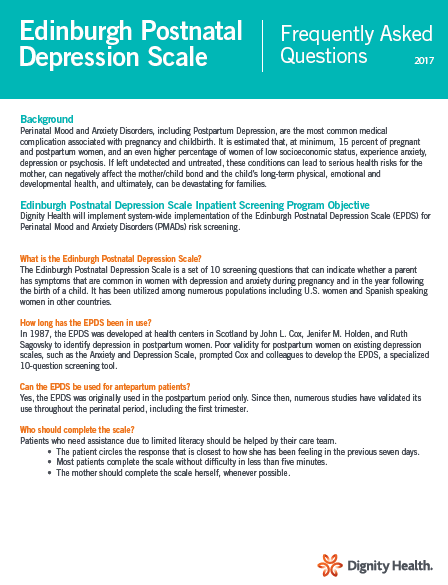 Edinburgh Postnatal
Depression Scale
Frequently Asked
Questions
2017
Background
Perinatal Mood and Anxiety Disorders, including Postpartum Depression, are the most common medical
complication associated with pregnancy and childbirth. It is estimated that, at minimum, 15 percent of pregnant
and postpartum women, and an even higher percentage of women of low socioeconomic status, experience anxiety,
depression or psychosis. If left undetected and untreated, these conditions can lead to serious health risks for the
mother, can negatively affect the mother/child bond and the child's long-term physical, emotional and
developmental health, and ultimately, can be devastating for families.
Edinburgh Postnatal Depression Scale Inpatient Screening Program Objective
Dignity Health will implement system-wide implementation of the Edinburgh Postnatal Depression Scale (EPDS) for
Perinatal Mood and Anxiety Disorders (PMADs) risk screening.
What is the Edinburgh Postnatal Depression Scale?
The Edinburgh Postnatal Depression Scale is a set of 10 screening questions that can indicate whether a parent
has symptoms that are common in women with depression and anxiety during pregnancy and in the year following
the birth of a child. It has been utilized among numerous populations including U.S. women and Spanish speaking
women in other countries.
How long has the EPDS been in use?
In 1987, the EPDS was developed at health centers in Scotland by John L. Cox, Jenifer M. Holden, and Ruth
Sagovsky to identify depression in postpartum women. Poor validity for postpartum women on existing depression
scales, such as the Anxiety and Depression Scale, prompted Cox and colleagues to develop the EPDS, a specialized
10-question screening tool.
Can the EPDS be used for antepartum patients?
Yes, the EPDS was originally used in the postpartum period only. Since then, numerous studies have validated its
use throughout the perinatal period, including the first trimester.
Who should complete the scale?
Patients who need assistance due to limited literacy should be helped by their care team.
• The patient circles the response that is closest to how she has been feeling in the previous seven days.
• Most patients complete the scale without difficulty in less than five minutes.
• The mother should complete the scale herself, whenever possible.
Dignity Health.